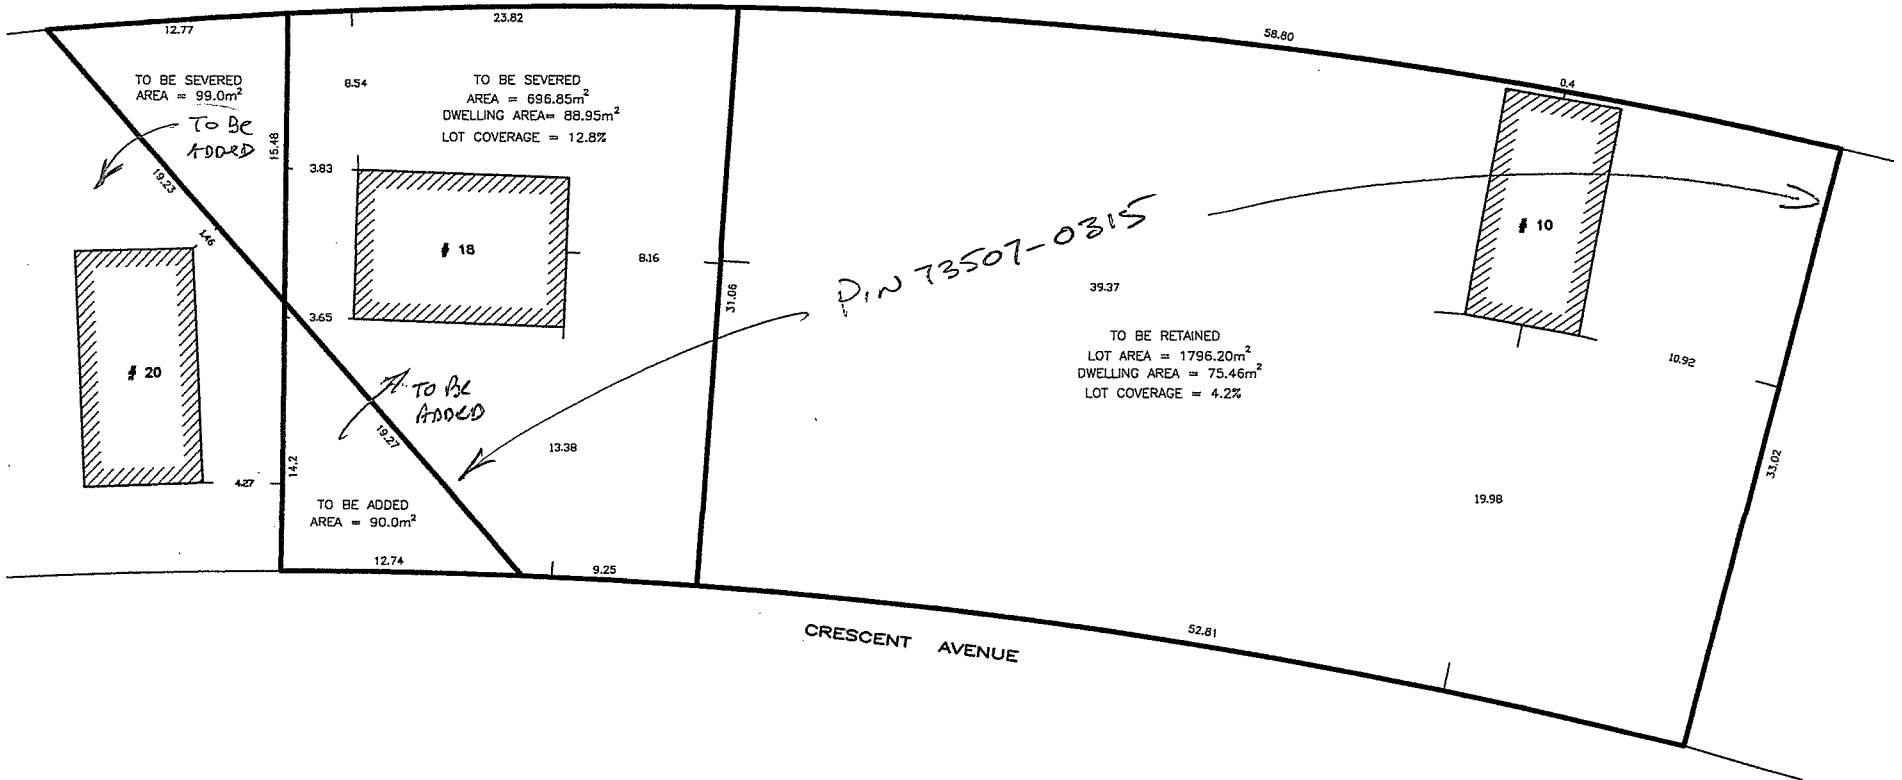 12.77
23.82
58.80
TO BE SEVERED
AREA = 99.0m²
To Be
ADDED
8.54
TO BE SEVERED
AREA = 696.85m²
DWELLING AREA= 88.95m²
LOT COVERAGE = 12.8%
0.4
15.48
19.23
3.83
1.46
# 18
8.16
31.06
PIN 73507-0315
39.37
# 10
3.65
TO BE RETAINED
LOT AREA = 1796.20m²
DWELLING AREA = 75.46m²
LOT COVERAGE = 4.2%
10.92
# 20
To Be
ADDED
19.27
13.38
14.2
4.27
33.02
19.98
TO BE ADDED
AREA = 90.0m²
12.74
9.25
52.81
CRESCENT AVENUE